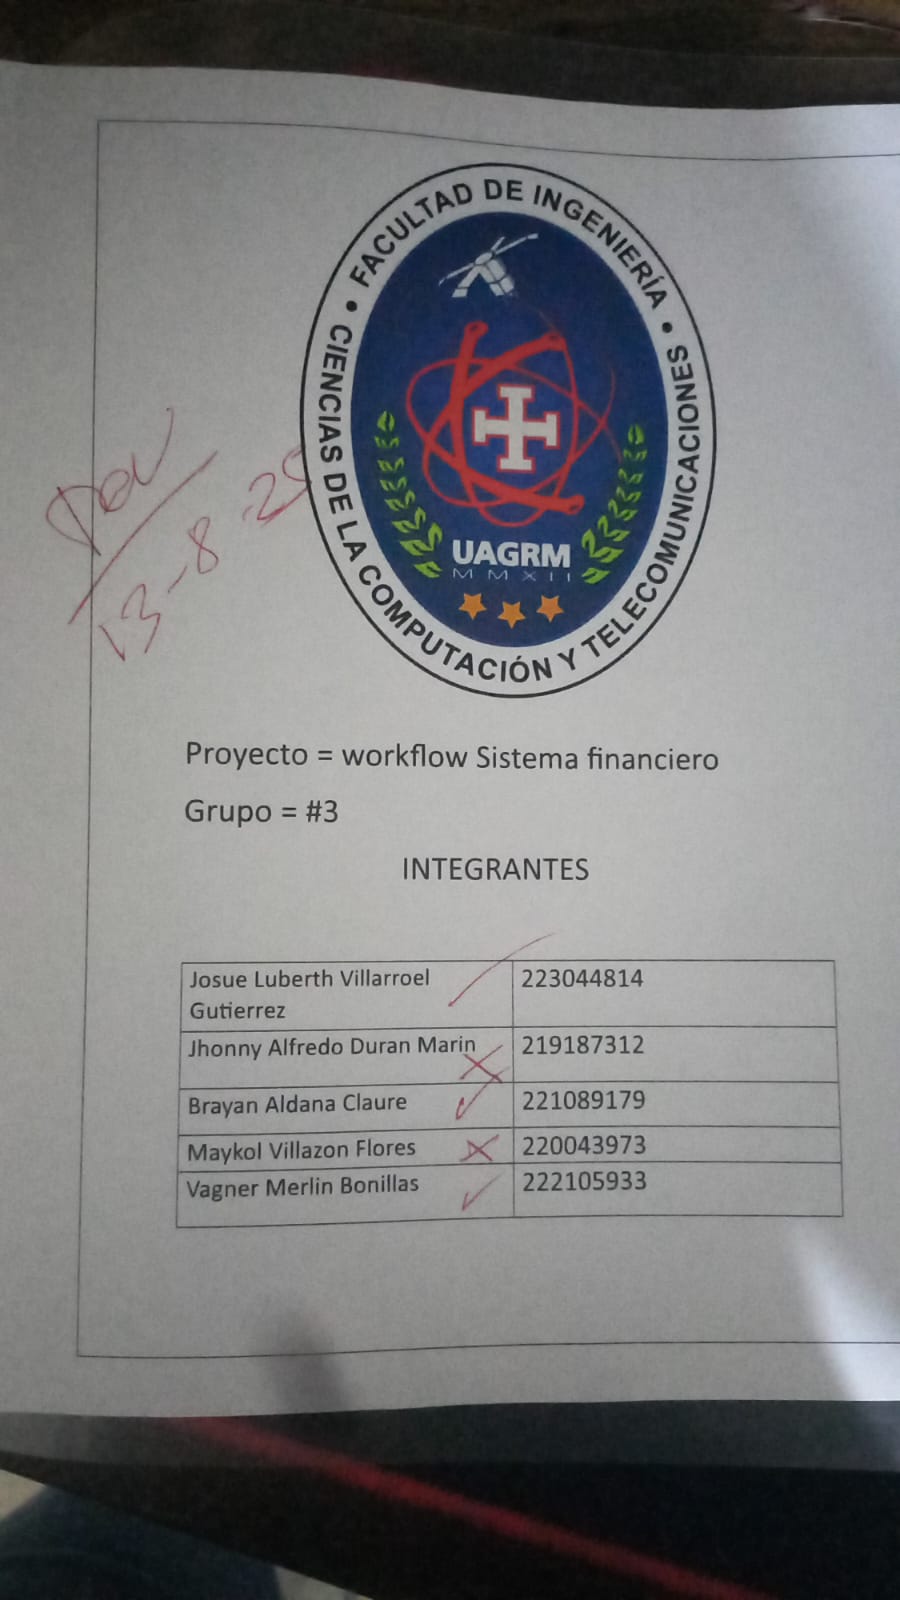 FACULTAD DE INGENIERÍA • CIENCIAS DE LA COMPUTACIÓN Y TELECOMUNICACIONES •
UAGRM
MMXII
13-8-25
Proyecto = workflow Sistema financiero
Grupo = #3
INTEGRANTES
Josue Luberth Villarroel Gutierrez 223044814
Jhonny Alfredo Duran Marin 219187312
Brayan Aldana Claure 221089179
Maykol Villazon Flores 220043973
Vagner Merlin Bonillas 222105933